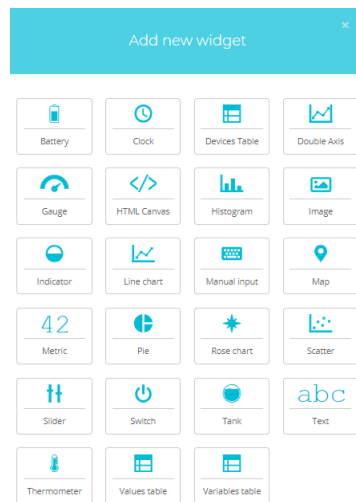 Add new widget
×
Battery
Clock
Devices Table
Double Axis
Gauge
</>
HTML Canvas
Histogram
Image
Indicator
Line chart
Manual input
Map
42
Metric
Pie
Rose chart
Scatter
Slider
Switch
Tank
abc
Text
Thermometer
Values table
Variables table